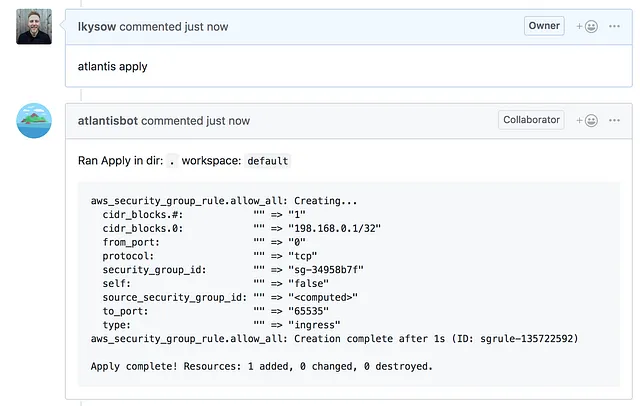 lkysow commented just now
Owner
atlantis apply
atlantisbot commented just now
Collaborator
Ran Apply in dir: . workspace: default
aws_security_group_rule.allow_all: Creating...
cidr_blocks.#: "" => "1"
cidr_blocks.0: "" => "198.168.0.1/32"
from_port: "" => "0"
protocol: "" => "tcp"
security_group_id: "" => "sg-34958b7f"
self: "" => "false"
source_security_group_id: "" => "<computed>"
to_port: "" => "65535"
type: "" => "ingress"
aws_security_group_rule.allow_all: Creation complete after 1s (ID: sgrule-135722592)
Apply complete! Resources: 1 added, 0 changed, 0 destroyed.